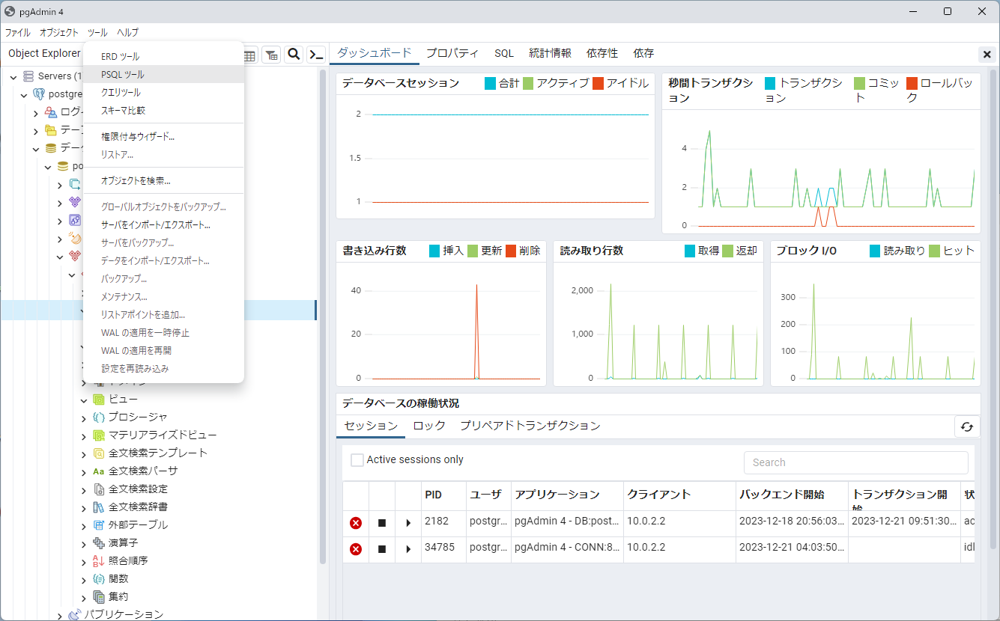 pgAdmin 4
ファイル オブジェクト ツール ヘルプ
Object Explorer
Servers (1
postgre
ログ
テー
デー
po
ERD ツール
PSQL ツール
クエリツール
スキーマ比較
権限付与ウィザード...
リストア...
オブジェクトを検索...
グローバルオブジェクトをバックアップ...
サーバをインポート/エクスポート...
サーバをバックアップ...
データをインポート/エクスポート...
バックアップ...
メンテナンス...
リストアポイントを追加...
WAL の適用を一時停止
WAL の適用を再開
設定を再読み込み
ドメイン
ビュー
プロシージャ
マテリアライズドビュー
全文検索テンプレート
Aa 全文検索パーサ
全文検索設定
全文検索辞書
外部テーブル
演算子
照合順序
関数
集約
パブリケーション
ダッシュボード プロパティ SQL 統計情報 依存性 依存
データベースセッション 合計 アクティブ アイドル
2
1.5
1
秒間トランザクシ
ョン
トランザクシ
ョン
コミッ
ト
ロールバッ
ク
4
2
0
書き込み行数 挿入 更新 削除
40
20
0
読み取り行数 取得 返却
2,000
1,000
0
ブロック I/O 読み取り ヒット
300
200
100
0
データベースの稼働状況
セッション ロック プリペアドトランザクション
Active sessions only
Search
PID ユーザ アプリケーション クライアント バックエンド開始 トランザクション開
始 状
2182 postgr... pgAdmin 4 - DB:post... 10.0.2.2 2023-12-18 20:56:03... 2023-12-21 09:51:30... ac
34785 postgr... pgAdmin 4 - CONN:8... 10.0.2.2 2023-12-21 04:03:50... idl